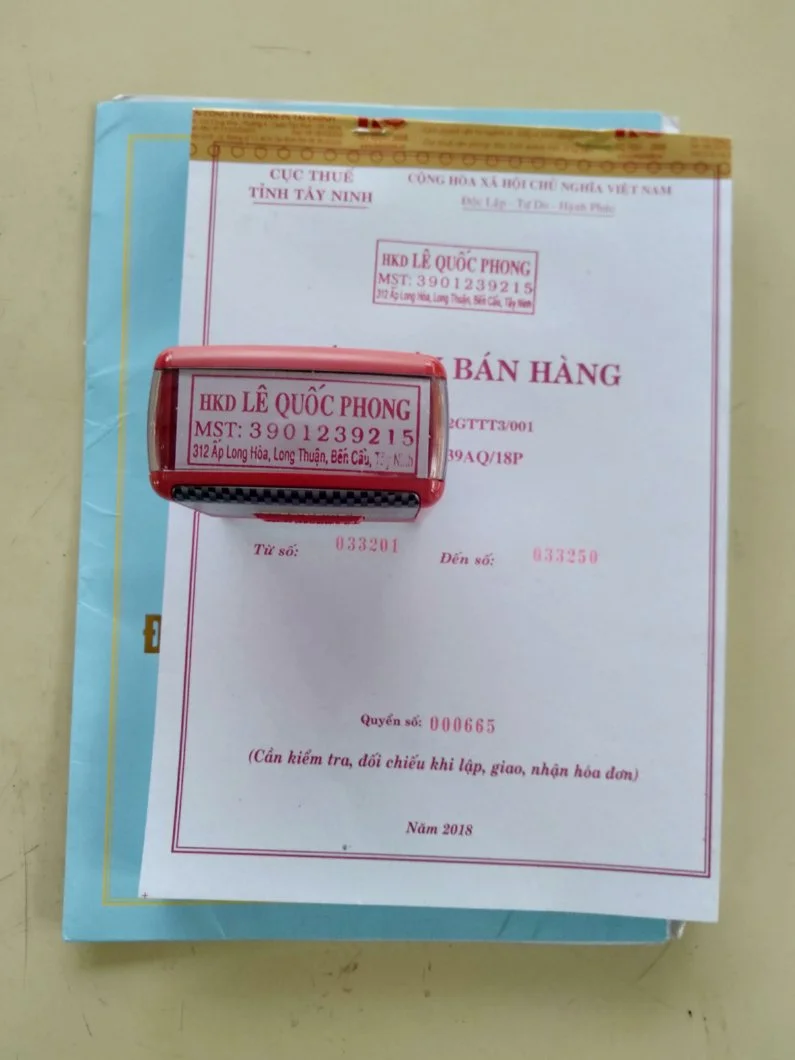 CỤC THUẾ
TỈNH TÂY NINH
CỘNG HÒA XÃ HỘI CHỦ NGHĨA VIỆT NAM
Độc Lập - Tự Do - Hạnh Phúc
HKD LÊ QUỐC PHONG
MST: 3901239215
312 Ấp Long Hòa, Long Thuận, Bến Cầu, Tây Ninh
BÁN HÀNG
2GTTT3/001
39AQ/18P
HKD LÊ QUỐC PHONG
MST: 3901239215
312 Ấp Long Hòa, Long Thuận, Bến Cầu, Tây Ninh
Từ số: 033201 Đến số: 033250
Quyển số: 000665
(Cần kiểm tra, đối chiếu khi lập, giao, nhận hóa đơn)
Năm 2018
Đ